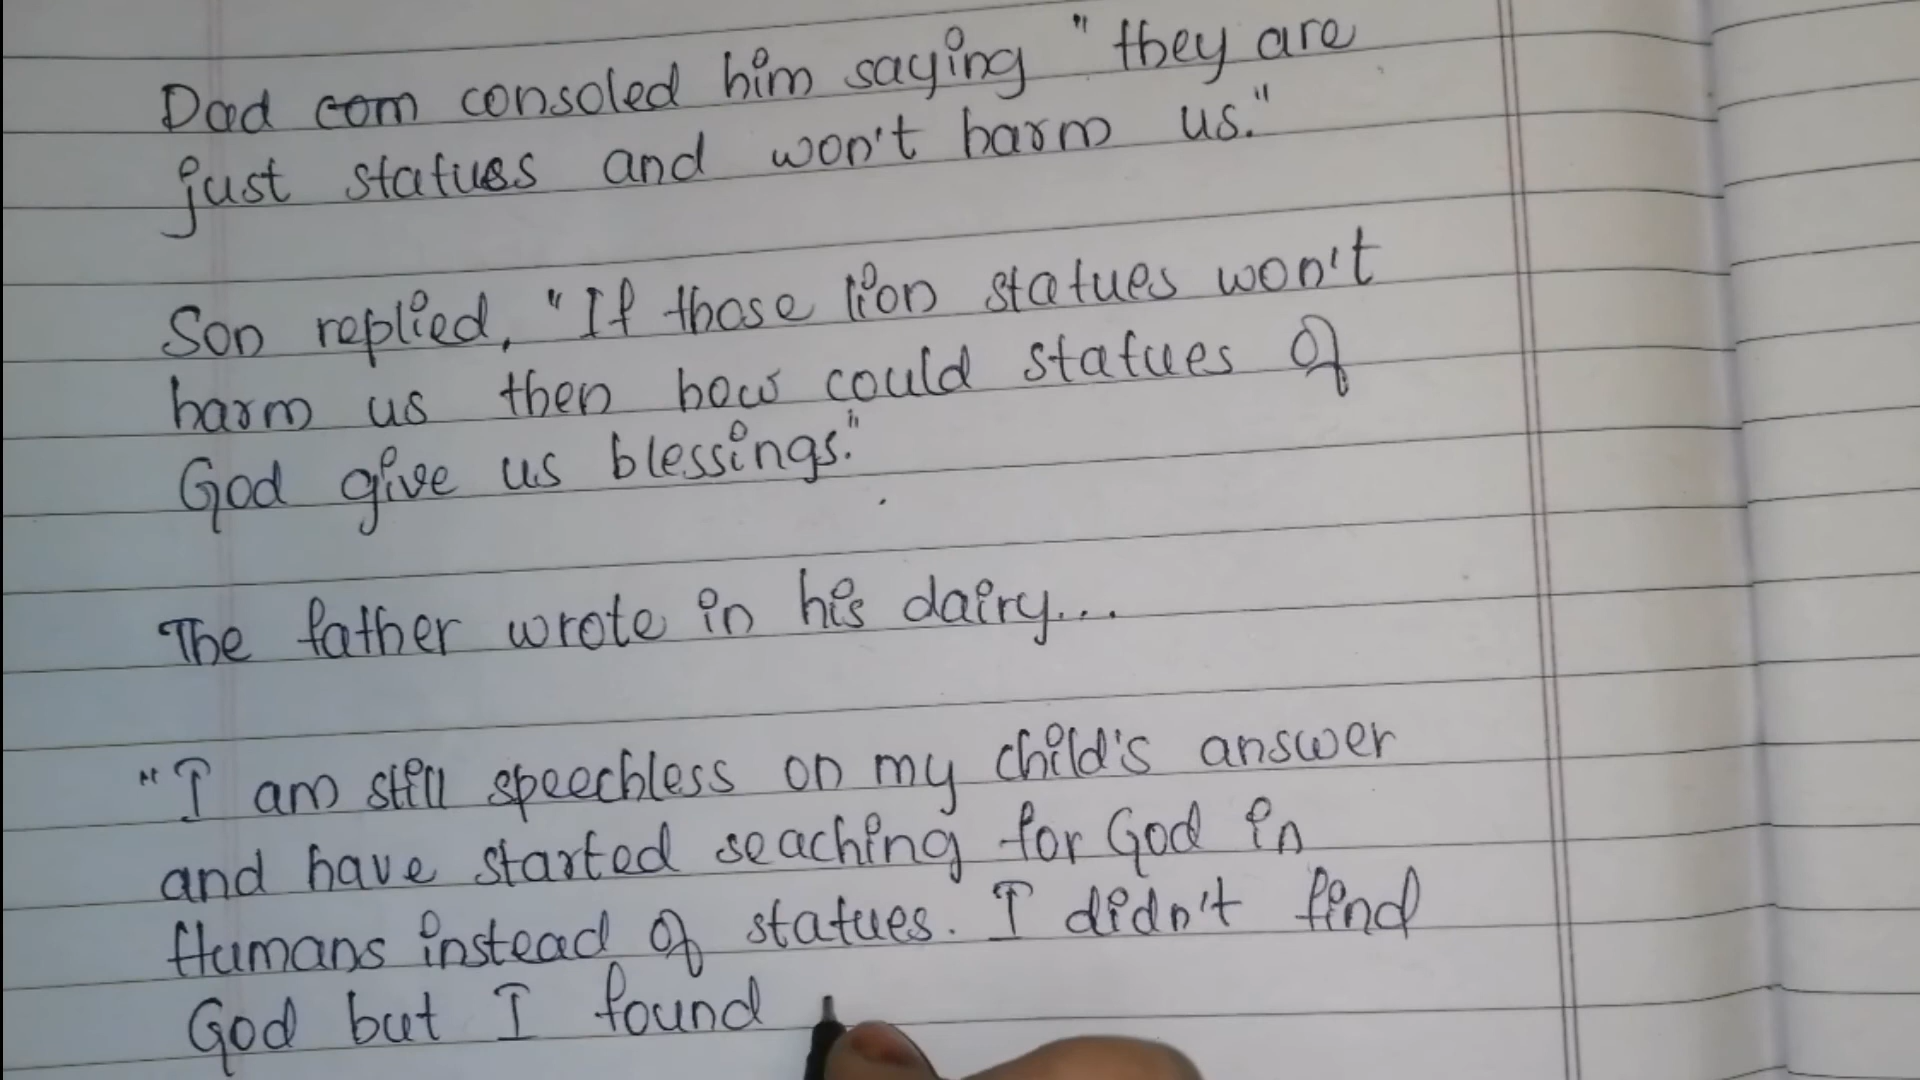 Dad com consoled him saying "they are
just statues and won't harm us."
Son replied, "If those lion statues won't
harm us then how could statues of
God give us blessings."
The father wrote in his dairy...
"I am still speechless on my child's answer
and have started seaching for God in
Humans instead of statues. I didn't find
God but I found